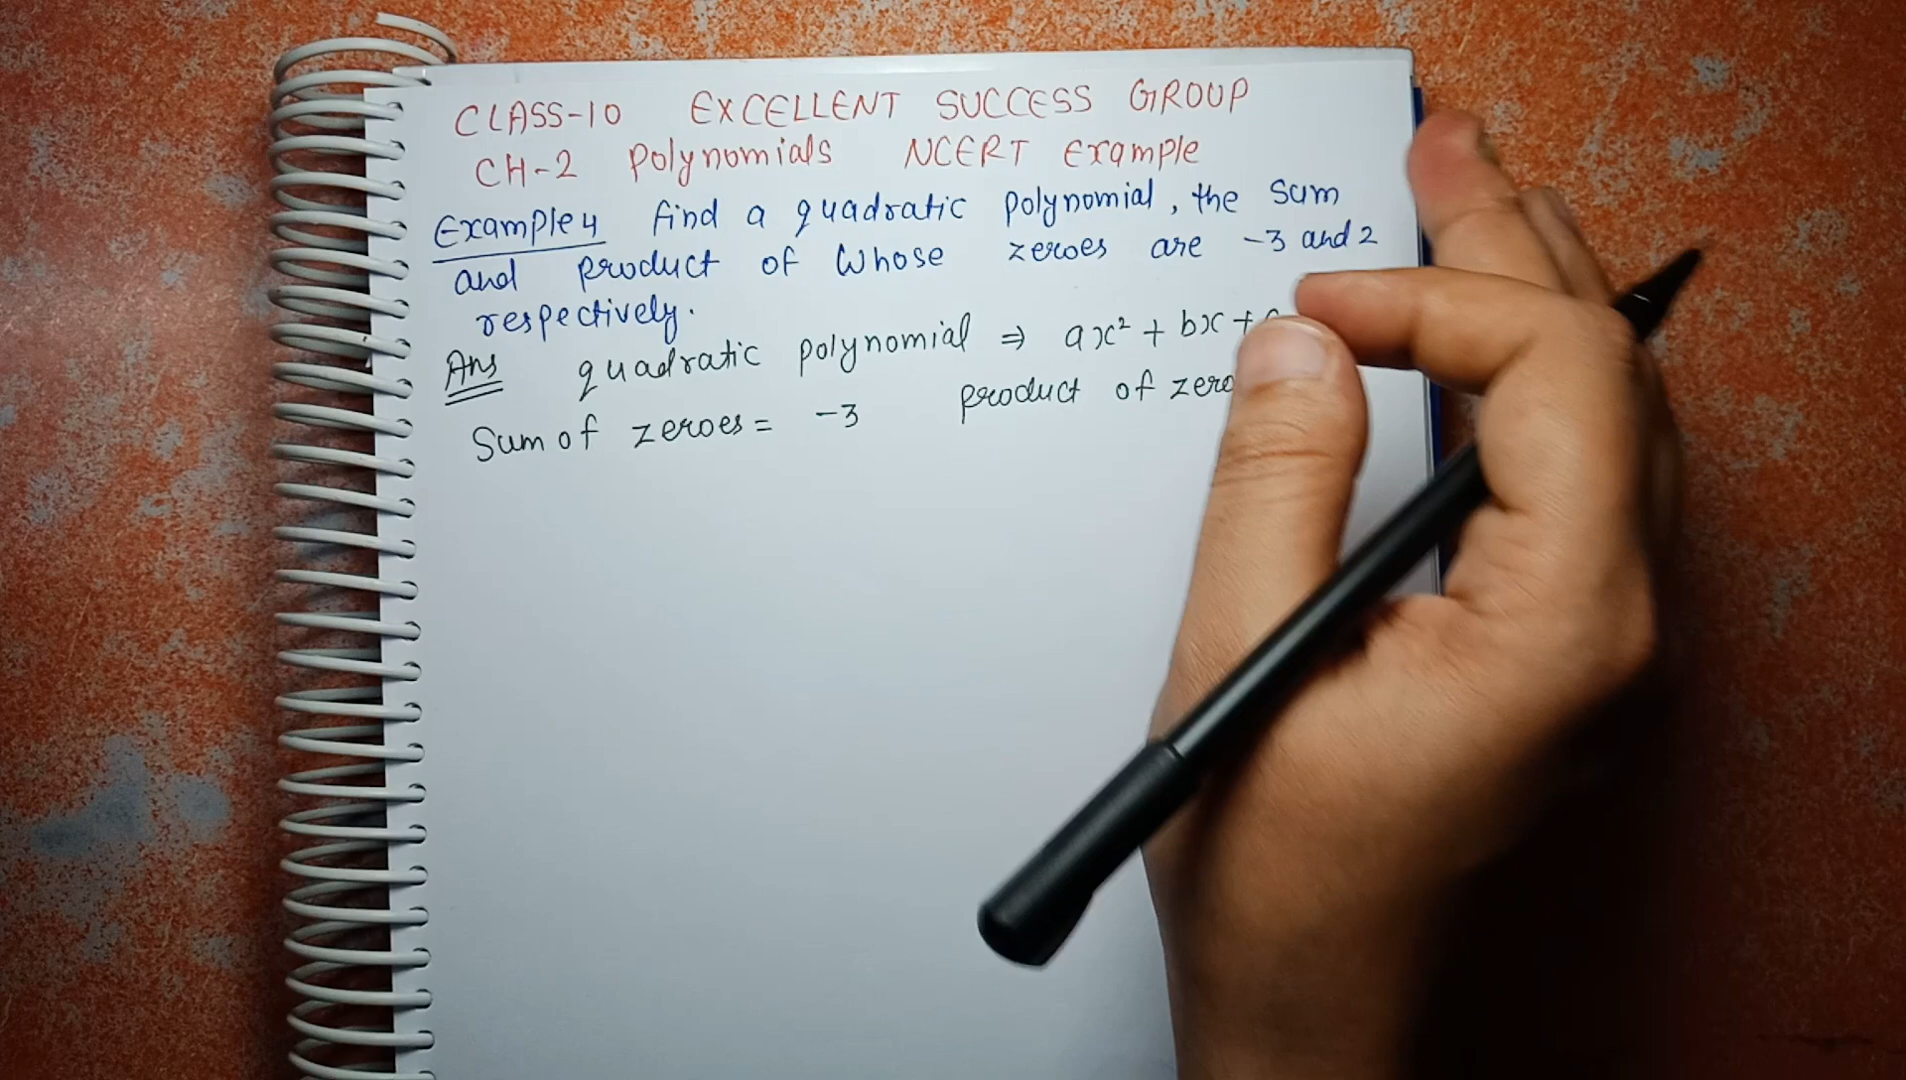 CLASS-10 EXCELLENT SUCCESS GROUP
CH-2 Polynomials NCERT Example
Example 4 find a quadratic polynomial, the sum
and product of whose zeroes are -3 and 2
respectively.
Ans quadratic polynomial ⇒ ax² + bx +
Sum of zeroes = -3 product of